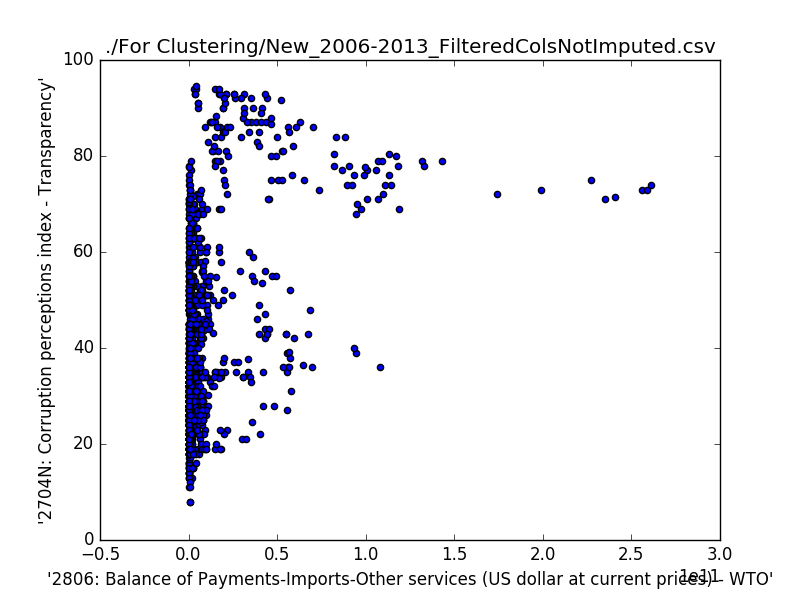 ./For Clustering/New_2006-2013_FilteredColsNotImputed.csv
'2704N: Corruption perceptions index - Transparency'
100
80
60
40
20
0
−0.5 0.0 0.5 1.0 1.5 2.0 2.5 3.0
1e11
'2806: Balance of Payments-Imports-Other services (US dollar at current prices) - WTO'